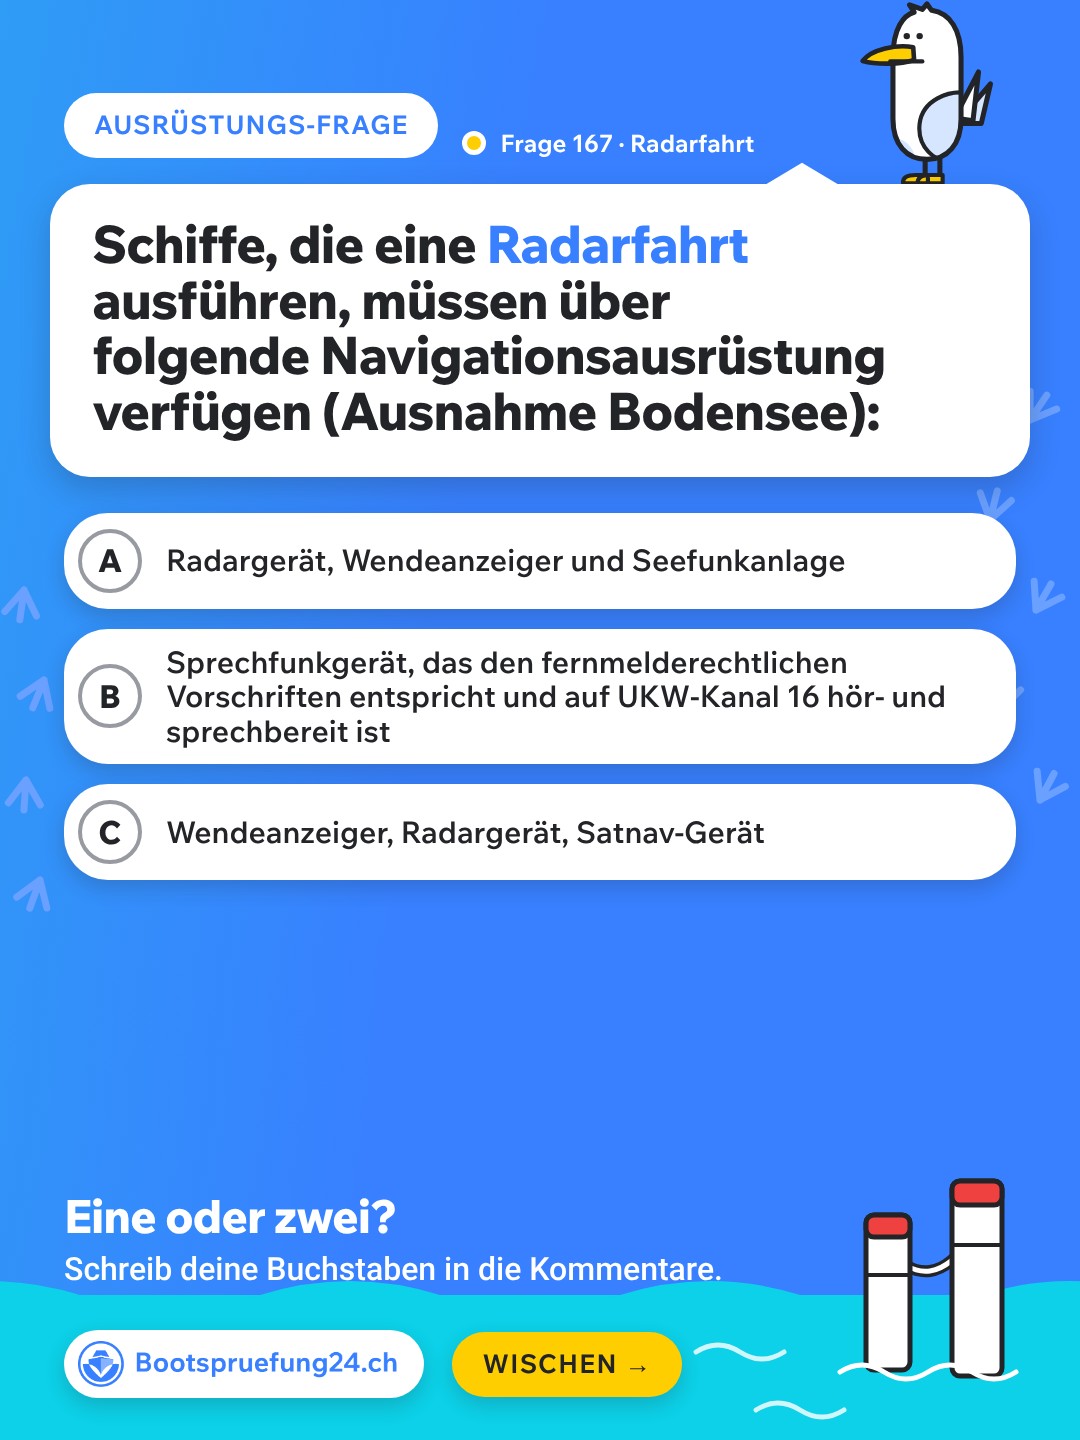 AUSRÜSTUNGS-FRAGE
Frage 167 · Radarfahrt
Schiffe, die eine Radarfahrt
ausführen, müssen über
folgende Navigationsausrüstung
verfügen (Ausnahme Bodensee):
A
Radargerät, Wendeanzeiger und Seefunkanlage
B
Sprechfunkgerät, das den fernmelderechtlichen
Vorschriften entspricht und auf UKW-Kanal 16 hör- und
sprechbereit ist
C
Wendeanzeiger, Radargerät, Satnav-Gerät
Eine oder zwei?
Schreib deine Buchstaben in die Kommentare.
Bootspruefung24.ch
WISCHEN →